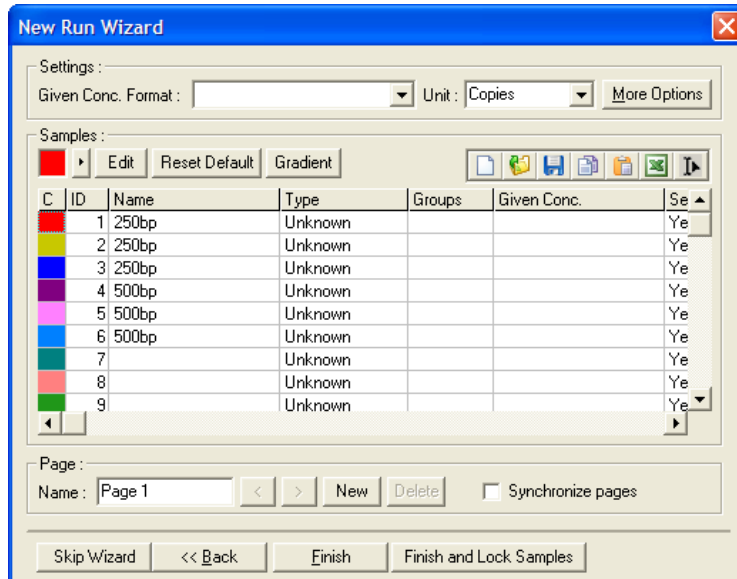 New Run Wizard
Settings :
Given Conc. Format : Unit : Copies More Options
Samples :
Edit Reset Default Gradient
C ID Name Type Groups Given Conc. Se
1 250bp Unknown Ye
2 250bp Unknown Ye
3 250bp Unknown Ye
4 500bp Unknown Ye
5 500bp Unknown Ye
6 500bp Unknown Ye
7 Unknown Ye
8 Unknown Ye
9 Unknown Ye
Page :
Name : Page 1 < > New Delete Synchronize pages
Skip Wizard << Back Finish Finish and Lock Samples